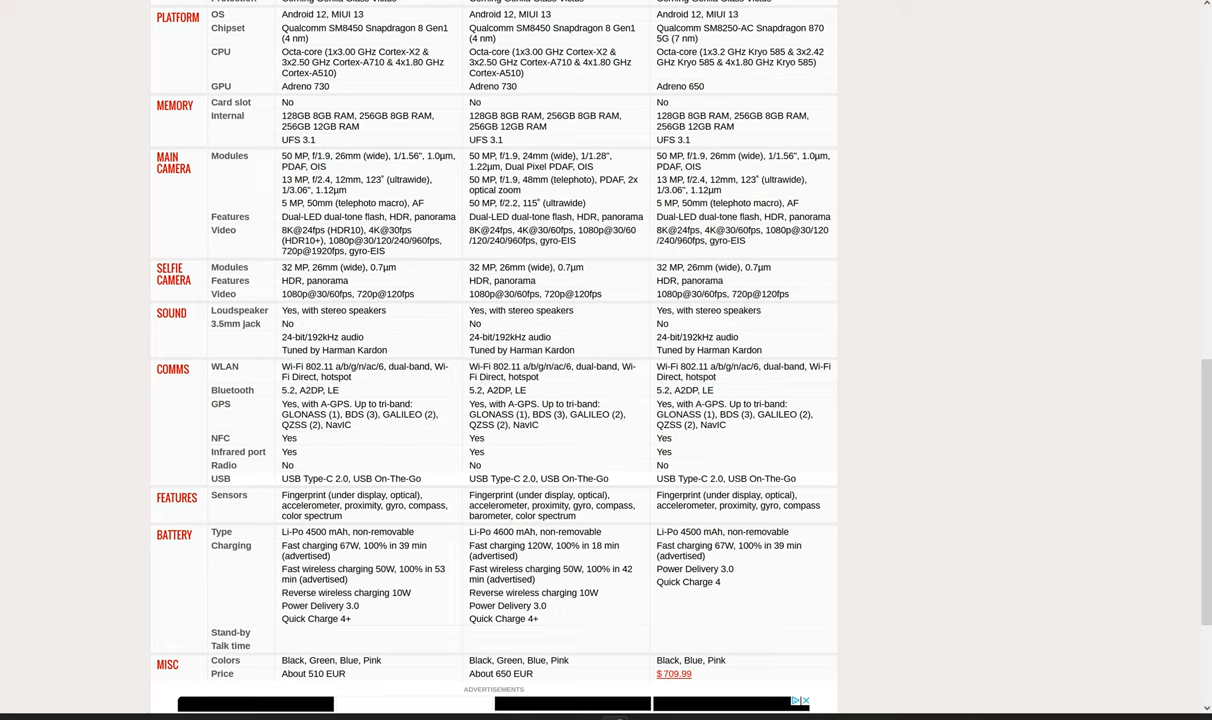 PLATFORM OS Android 12, MIUI 13 Android 12, MIUI 13 Android 12, MIUI 13
Chipset Qualcomm SM8450 Snapdragon 8 Gen1 Qualcomm SM8450 Snapdragon 8 Gen1 Qualcomm SM8250-AC Snapdragon 870
(4 nm) (4 nm) 5G (7 nm)
CPU Octa-core (1x3.00 GHz Cortex-X2 & Octa-core (1x3.00 GHz Cortex-X2 & Octa-core (1x3.2 GHz Kryo 585 & 3x2.42
3x2.50 GHz Cortex-A710 & 4x1.80 GHz 3x2.50 GHz Cortex-A710 & 4x1.80 GHz GHz Kryo 585 & 4x1.80 GHz Kryo 585)
Cortex-A510) Cortex-A510)
GPU Adreno 730 Adreno 730 Adreno 650
MEMORY Card slot No No No
Internal 128GB 8GB RAM, 256GB 8GB RAM, 128GB 8GB RAM, 256GB 8GB RAM, 128GB 8GB RAM, 256GB 8GB RAM,
256GB 12GB RAM 256GB 12GB RAM 256GB 12GB RAM
UFS 3.1 UFS 3.1 UFS 3.1
MAIN Modules 50 MP, f/1.9, 26mm (wide), 1/1.56", 1.0µm, 50 MP, f/1.9, 24mm (wide), 1/1.28", 50 MP, f/1.9, 26mm (wide), 1/1.56", 1.0µm,
CAMERA PDAF, OIS 1.22µm, Dual Pixel PDAF, OIS PDAF, OIS
13 MP, f/2.4, 12mm, 123˚ (ultrawide), 50 MP, f/1.9, 48mm (telephoto), PDAF, 2x 13 MP, f/2.4, 12mm, 123˚ (ultrawide),
1/3.06", 1.12µm optical zoom 1/3.06", 1.12µm
5 MP, 50mm (telephoto macro), AF 50 MP, f/2.2, 115˚ (ultrawide) 5 MP, 50mm (telephoto macro), AF
Features Dual-LED dual-tone flash, HDR, panorama Dual-LED dual-tone flash, HDR, panorama Dual-LED dual-tone flash, HDR, panorama
Video 8K@24fps (HDR10), 4K@30fps 8K@24fps, 4K@30/60fps, 1080p@30/60 8K@24fps, 4K@30/60fps, 1080p@30/120
(HDR10+), 1080p@30/120/240/960fps, /120/240/960fps, gyro-EIS /240/960fps, gyro-EIS
720p@1920fps, gyro-EIS
SELFIE Modules 32 MP, 26mm (wide), 0.7µm 32 MP, 26mm (wide), 0.7µm 32 MP, 26mm (wide), 0.7µm
CAMERA Features HDR, panorama HDR, panorama HDR, panorama
Video 1080p@30/60fps, 720p@120fps 1080p@30/60fps, 720p@120fps 1080p@30/60fps, 720p@120fps
SOUND Loudspeaker Yes, with stereo speakers Yes, with stereo speakers Yes, with stereo speakers
3.5mm jack No No No
24-bit/192kHz audio 24-bit/192kHz audio 24-bit/192kHz audio
Tuned by Harman Kardon Tuned by Harman Kardon Tuned by Harman Kardon
COMMS WLAN Wi-Fi 802.11 a/b/g/n/ac/6, dual-band, Wi- Wi-Fi 802.11 a/b/g/n/ac/6, dual-band, Wi- Wi-Fi 802.11 a/b/g/n/ac/6, dual-band, Wi-Fi
Fi Direct, hotspot Fi Direct, hotspot Direct, hotspot
Bluetooth 5.2, A2DP, LE 5.2, A2DP, LE 5.2, A2DP, LE
GPS Yes, with A-GPS. Up to tri-band: Yes, with A-GPS. Up to tri-band: Yes, with A-GPS. Up to tri-band:
GLONASS (1), BDS (3), GALILEO (2), GLONASS (1), BDS (3), GALILEO (2), GLONASS (1), BDS (3), GALILEO (2),
QZSS (2), NavIC QZSS (2), NavIC QZSS (2), NavIC
NFC Yes Yes Yes
Infrared port Yes Yes Yes
Radio No No No
USB USB Type-C 2.0, USB On-The-Go USB Type-C 2.0, USB On-The-Go USB Type-C 2.0, USB On-The-Go
FEATURES Sensors Fingerprint (under display, optical), Fingerprint (under display, optical), Fingerprint (under display, optical),
accelerometer, proximity, gyro, compass, accelerometer, proximity, gyro, compass, accelerometer, proximity, gyro, compass
color spectrum barometer, color spectrum
BATTERY Type Li-Po 4500 mAh, non-removable Li-Po 4600 mAh, non-removable Li-Po 4500 mAh, non-removable
Charging Fast charging 67W, 100% in 39 min Fast charging 120W, 100% in 18 min Fast charging 67W, 100% in 39 min
(advertised) (advertised) (advertised)
Fast wireless charging 50W, 100% in 53 Fast wireless charging 50W, 100% in 42 Power Delivery 3.0
min (advertised) min (advertised) Quick Charge 4
Reverse wireless charging 10W Reverse wireless charging 10W
Power Delivery 3.0 Power Delivery 3.0
Quick Charge 4+ Quick Charge 4+
Stand-by
Talk time
MISC Colors Black, Green, Blue, Pink Black, Green, Blue, Pink Black, Blue, Pink
Price About 510 EUR About 650 EUR $ 709.99
ADVERTISEMENTS